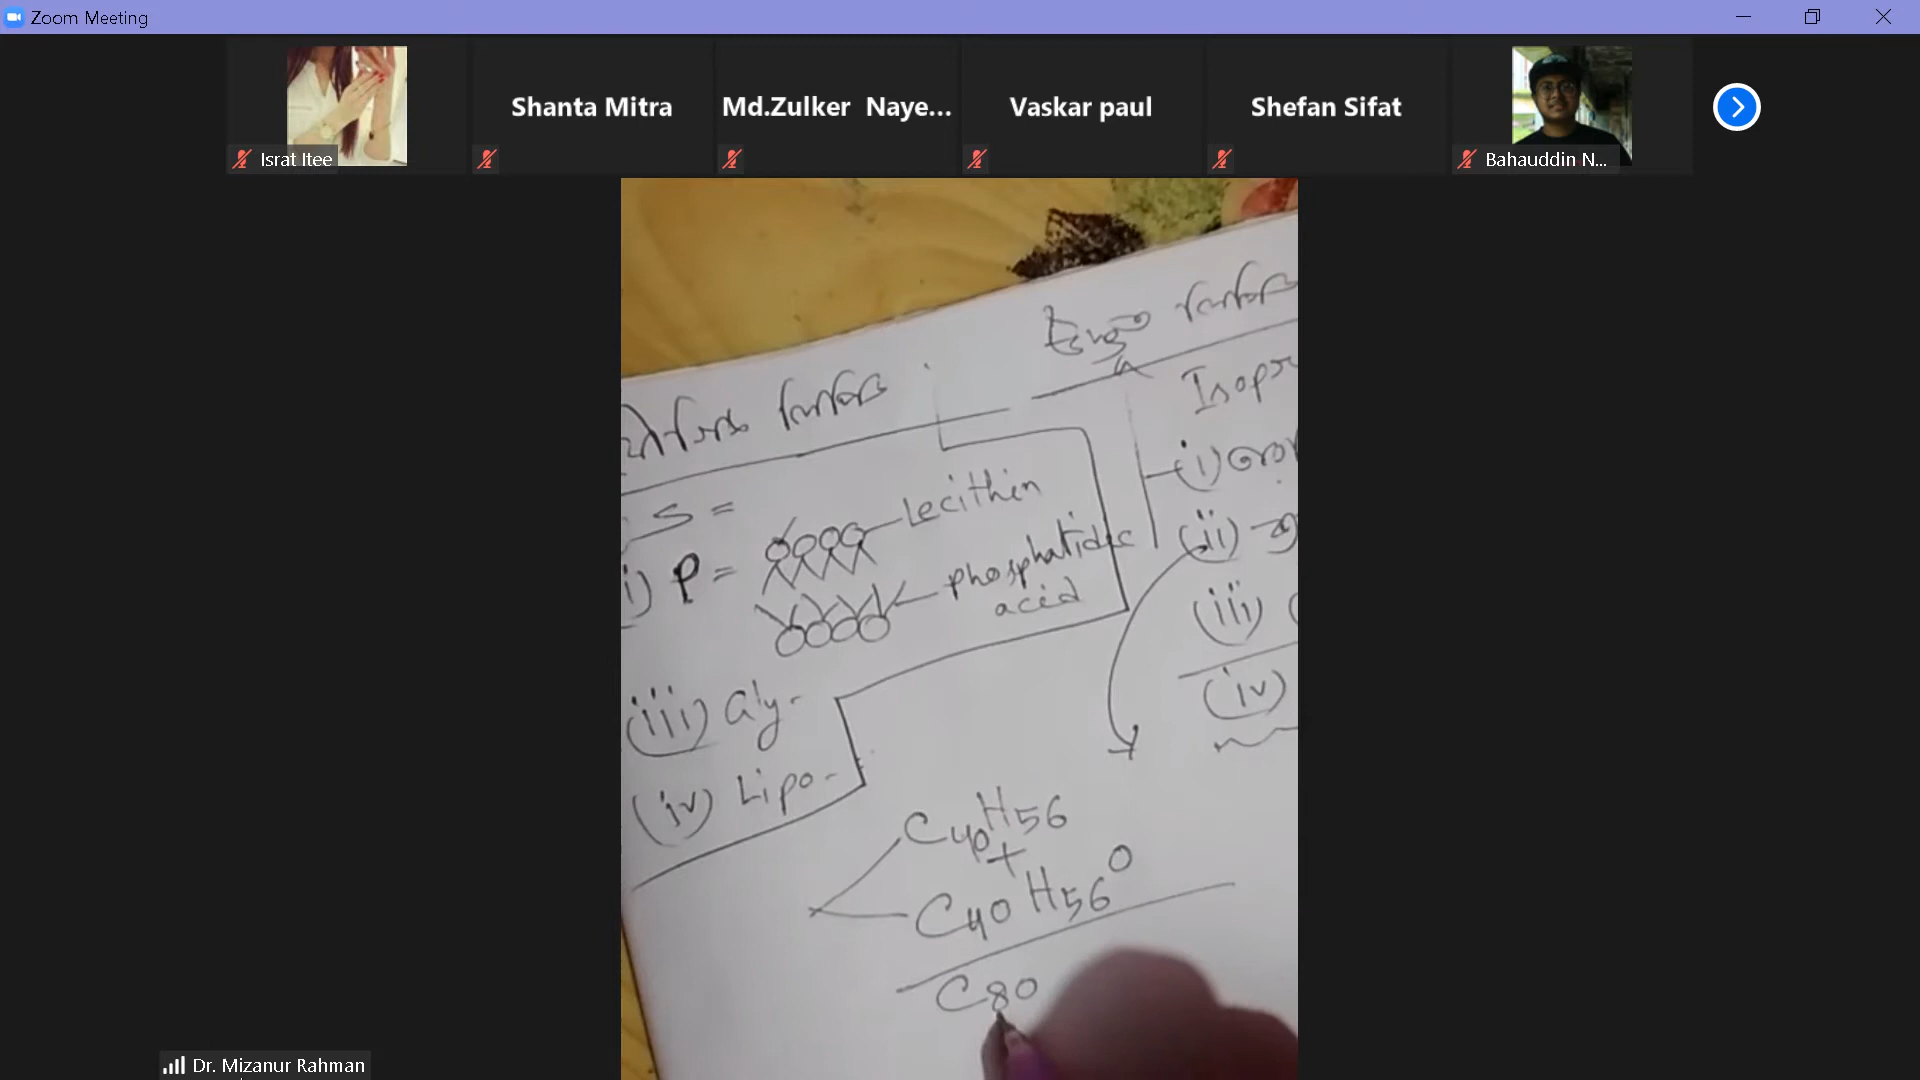 Zoom Meeting
Israt Itee
Shanta Mitra
Md.Zulker Naye...
Vaskar paul
Shefan Sifat
Bahauddin N...
S =
i) P =
Lecithin
phosphatidic
acid
(iii) Gly-
(iv) Lipo-
Isopr
(i)
(ii)
(iii)
(iv)
C40H56
+
C40H56O
C80
Dr. Mizanur Rahman